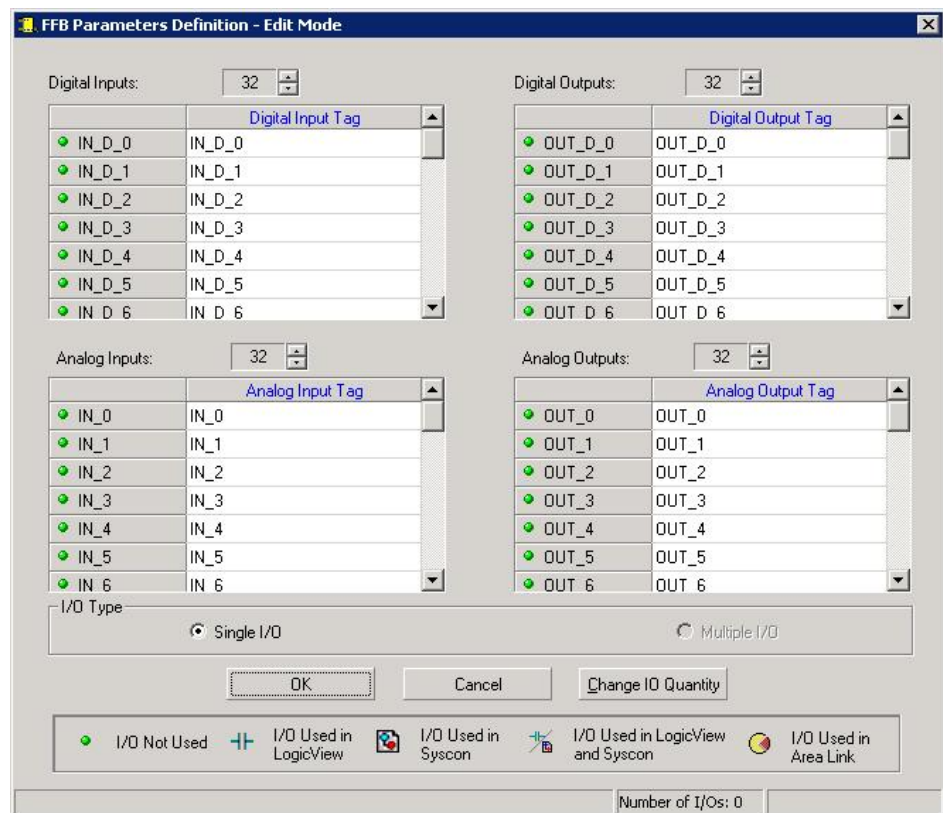 FFB Parameters Definition - Edit Mode
Digital Inputs: 32
Digital Input Tag
IN_D_0 IN_D_0
IN_D_1 IN_D_1
IN_D_2 IN_D_2
IN_D_3 IN_D_3
IN_D_4 IN_D_4
IN_D_5 IN_D_5
IN_D_6 IN_D_6
Digital Outputs: 32
Digital Output Tag
OUT_D_0 OUT_D_0
OUT_D_1 OUT_D_1
OUT_D_2 OUT_D_2
OUT_D_3 OUT_D_3
OUT_D_4 OUT_D_4
OUT_D_5 OUT_D_5
OUT_D_6 OUT_D_6
Analog Inputs: 32
Analog Input Tag
IN_0 IN_0
IN_1 IN_1
IN_2 IN_2
IN_3 IN_3
IN_4 IN_4
IN_5 IN_5
IN_6 IN_6
Analog Outputs: 32
Analog Output Tag
OUT_0 OUT_0
OUT_1 OUT_1
OUT_2 OUT_2
OUT_3 OUT_3
OUT_4 OUT_4
OUT_5 OUT_5
OUT_6 OUT_6
I/O Type
Single I/O
Multiple I/O
OK
Cancel
Change IO Quantity
I/O Not Used
I/O Used in
LogicView
I/O Used in
Syscon
I/O Used in LogicView
and Syscon
I/O Used in
Area Link
Number of I/Os: 0